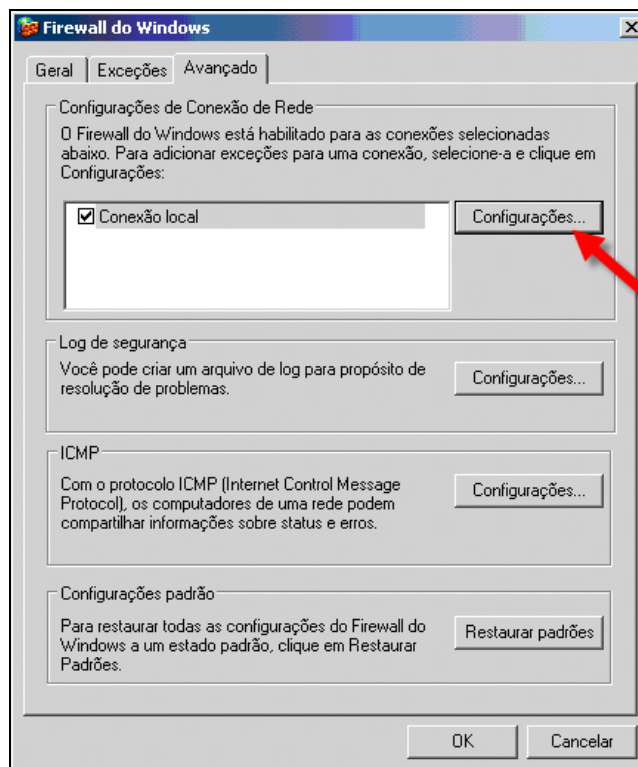 Firewall do Windows
Geral Exceções Avançado
Configurações de Conexão de Rede
O Firewall do Windows está habilitado para as conexões selecionadas
abaixo. Para adicionar exceções para uma conexão, selecione-a e clique em
Configurações:
Conexão local
Configurações...
Log de segurança
Você pode criar um arquivo de log para propósito de
resolução de problemas.
Configurações...
ICMP
Com o protocolo ICMP (Internet Control Message
Protocol), os computadores de uma rede podem
compartilhar informações sobre status e erros.
Configurações...
Configurações padrão
Para restaurar todas as configurações do Firewall do
Windows a um estado padrão, clique em Restaurar
Padrões.
Restaurar padrões
OK Cancelar